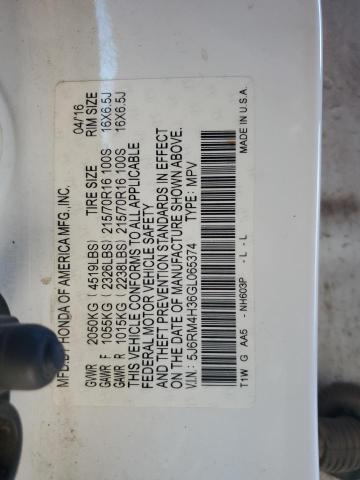 MFD.BY HONDA OF AMERICA MFG.,INC. 04/16
GVWR 2050KG ( 4519LBS) TIRE SIZE RIM SIZE
GAWR F 1055KG ( 2326LBS) 215/70R16 100S 16X6.5J
GAWR R 1015KG ( 2238LBS) 215/70R16 100S 16X6.5J
THIS VEHICLE CONFORMS TO ALL APPLICABLE
FEDERAL MOTOR VEHICLE SAFETY
AND THEFT PREVENTION STANDARDS IN EFFECT
ON THE DATE OF MANUFACTURE SHOWN ABOVE.
V.I.N.: 5J6RM4H36GL065374 TYPE: MPV
T1W G AA5 - NH603P - L - L MADE IN U.S.A.